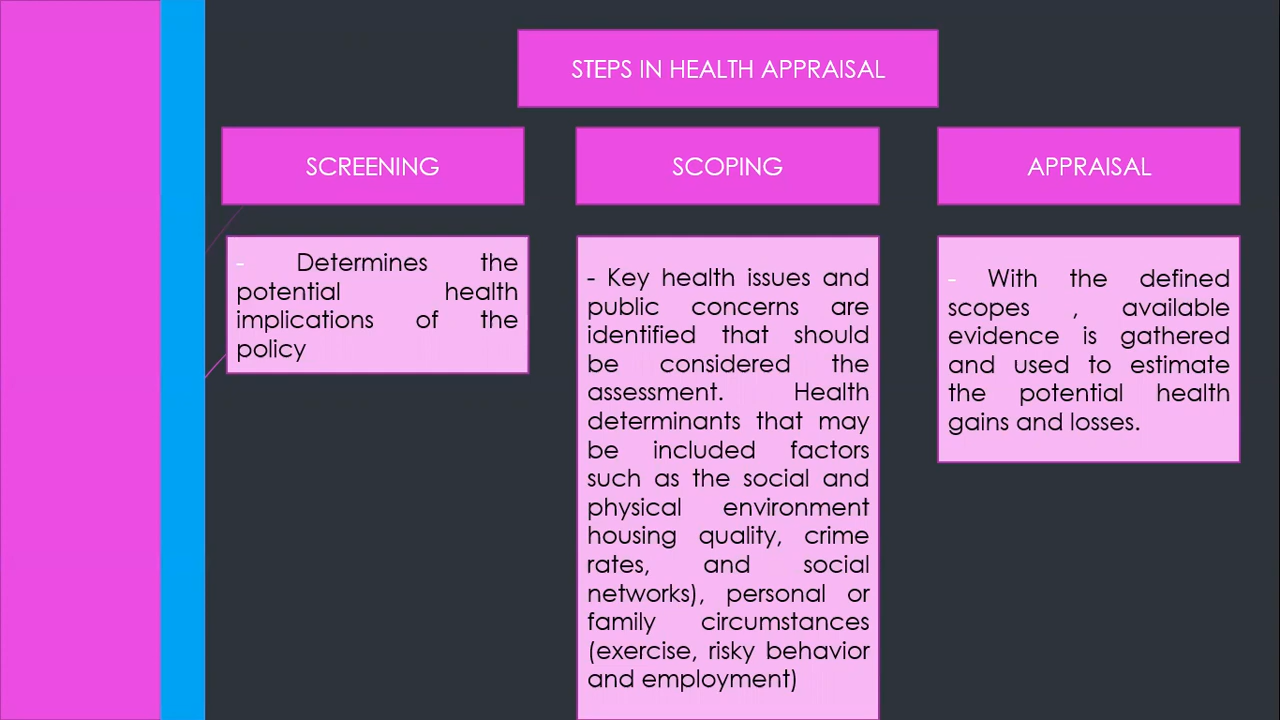 STEPS IN HEALTH APPRAISAL
SCREENING
- Determines the
potential health
implications of the
policy
SCOPING
- Key health issues and
public concerns are
identified that should
be considered the
assessment. Health
determinants that may
be included factors
such as the social and
physical environment
housing quality, crime
rates, and social
networks), personal or
family circumstances
(exercise, risky behavior
and employment)
APPRAISAL
- With the defined
scopes , available
evidence is gathered
and used to estimate
the potential health
gains and losses.